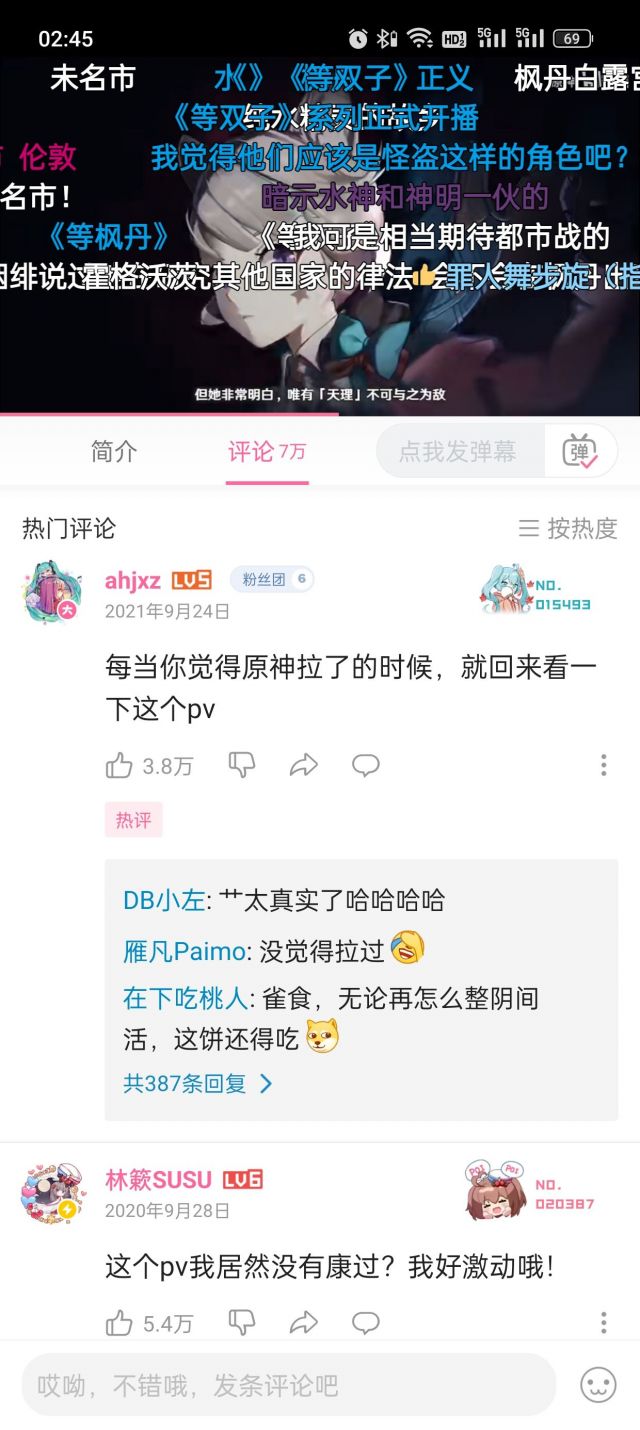 02:45
HD 5G 5G 69
未名市
水》《等双子》正义
枫丹白露宫
《等双子》系列正式开播
伦敦
我觉得他们应该是怪盗这样的角色吧？
名市！
暗示水神和神明一伙的
《等枫丹》
我可是相当期待都市战的
因绯说过
霍格沃茨
究其他国家的律法
罪人舞步旋（指
但她非常明白，唯有「天理」不可与之为敌
简介
评论 7万
点我发弹幕
弹
热门评论
按热度
ahjxz LV5 粉丝团 6
大
2021年9月24日
NO.
015493
每当你觉得原神拉了的时候，就回来看一
下这个pv
3.8万
热评
DB小左: 艹太真实了哈哈哈哈
雁凡Paimo: 没觉得拉过
在下吃桃人: 雀食，无论再怎么整阴间
活，这饼还得吃
共387条回复
林簌SUSU LV6
2020年9月28日
POI POI
NO.
020387
这个pv我居然没有康过？我好激动哦！
5.4万
哎呦，不错哦，发条评论吧